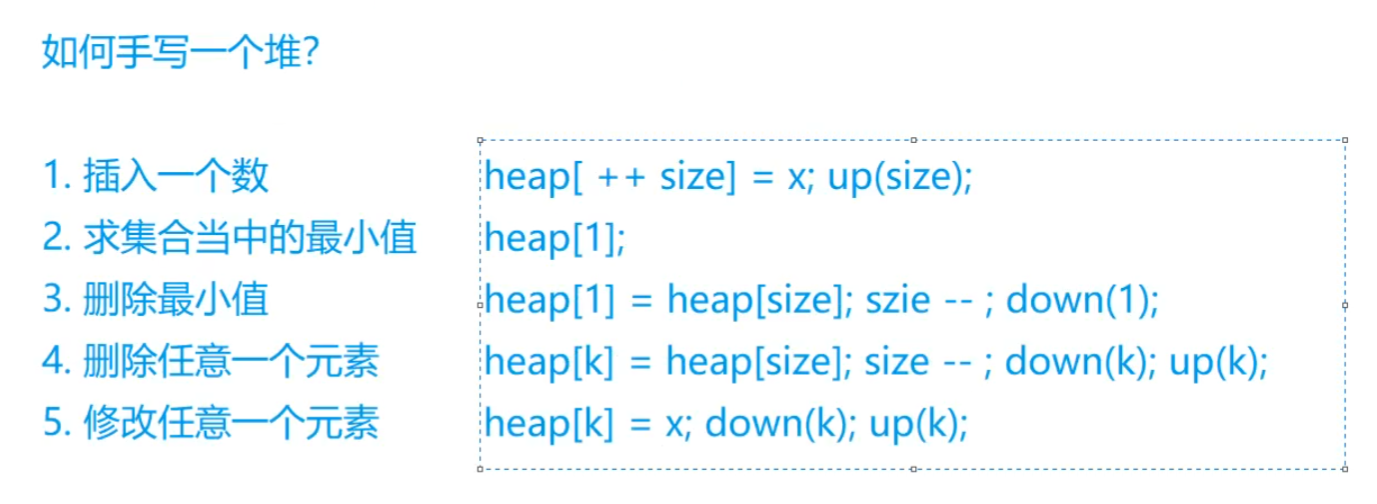 如何手写一个堆?
1. 插入一个数 heap[ ++ size] = x; up(size);
2. 求集合当中的最小值 heap[1];
3. 删除最小值 heap[1] = heap[size]; szie -- ; down(1);
4. 删除任意一个元素 heap[k] = heap[size]; size -- ; down(k); up(k);
5. 修改任意一个元素 heap[k] = x; down(k); up(k);